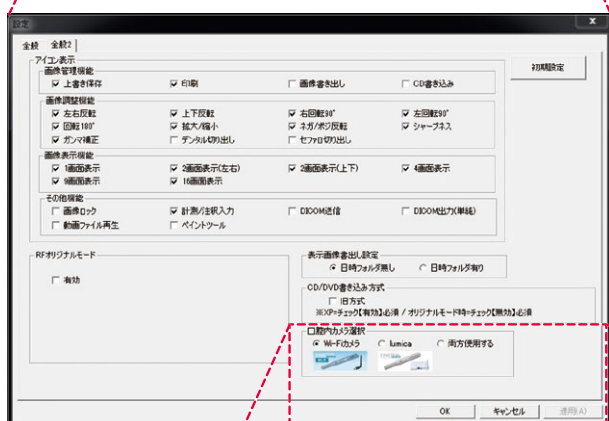 設定
全般 全般2
初期設定
アイコン表示
画像管理機能
上書き保存 印刷 画像書き出し CD書き込み
画像調整機能
左右反転 上下反転 右回転90° 左回転90°
回転180° 拡大/縮小 ネガ/ポジ反転 シャープネス
ガンマ補正 デンタル切り出し セファロ切り出し
画像表示機能
1画面表示 2画面表示(左右) 2画面表示(上下) 4画面表示
9画面表示 16画面表示
その他機能
画像ロック 計測/注釈入力 DICOM送信 DICOM出力(単純)
動画ファイル再生 ペイントツール
RFオリジナルモード
有効
表示画像書出し設定
日時フォルダ無し 日時フォルダ有り
CD/DVD書き込み方式
旧方式
※XP=チェック【有効】必須 / オリジナルモード時=チェック【無効】必須
口腔内カメラ選択
Wi-Fiカメラ lumica 両方使用する
OK キャンセル 適用(A)